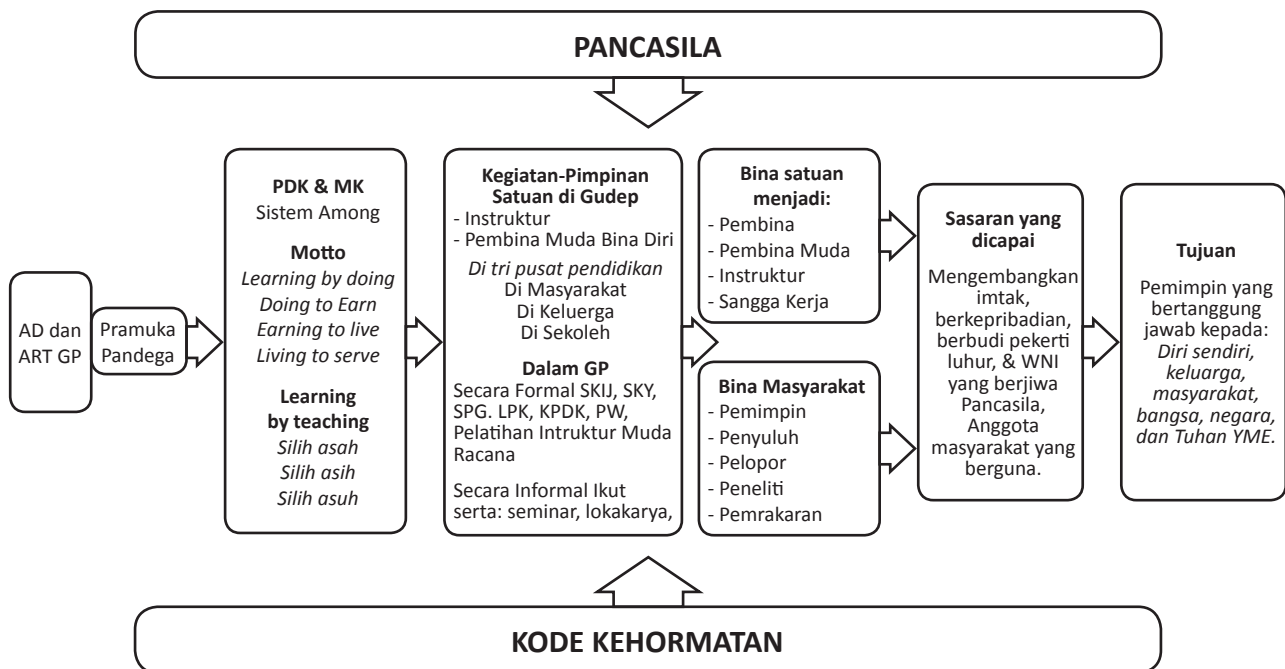 PANCASILA
AD dan
ART GP
Pramuka
Pandega
PDK & MK
Sistem Among
Motto
Learning by doing
Doing to Earn
Earning to live
Living to serve
Learning
by teaching
Silih asah
Silih asih
Silih asuh
Kegiatan-Pimpinan
Satuan di Gudep
- Instruktur
- Pembina Muda Bina Diri
Di tri pusat pendidikan
Di Masyarakat
Di Keluerga
Di Sekoleh
Dalam GP
Secara Formal SKIJ, SKY,
SPG. LPK, KPDK, PW,
Pelatihan Intruktur Muda
Racana
Secara Informal Ikut
serta: seminar, lokakarya,
Bina satuan
menjadi:
- Pembina
- Pembina Muda
- Instruktur
- Sangga Kerja
Bina Masyarakat
- Pemimpin
- Penyuluh
- Pelopor
- Peneliti
- Pemrakaran
Sasaran yang
dicapai
Mengembangkan
imtak,
berkepribadian,
berbudi pekerti
luhur, & WNI
yang berjiwa
Pancasila,
Anggota
masyarakat yang
berguna.
Tujuan
Pemimpin yang
bertanggung
jawab kepada:
Diri sendiri,
keluarga,
masyarakat,
bangsa, negara,
dan Tuhan YME.
KODE KEHORMATAN